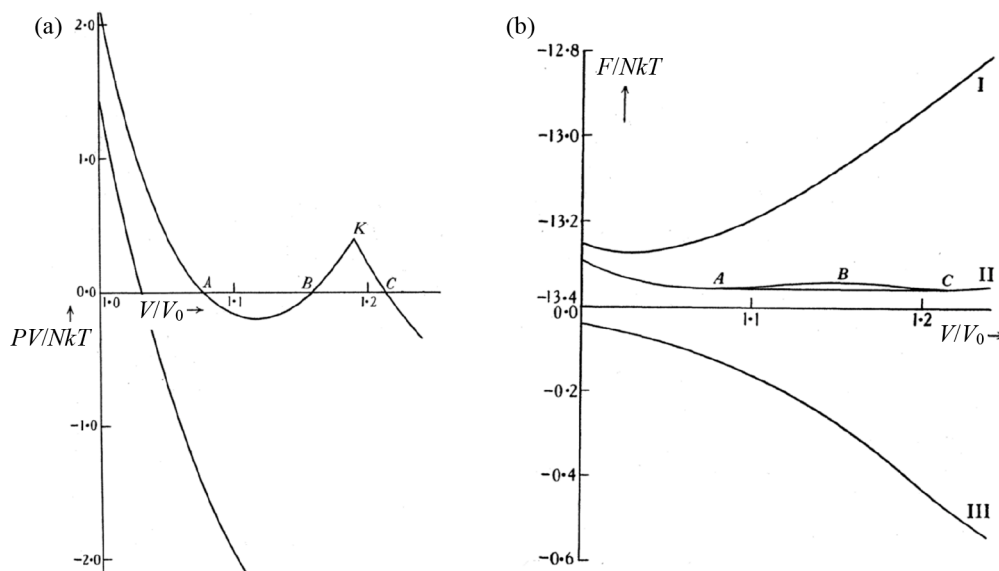 (a)
2·0
1·0
K
A
B
C
0·0
1·0
V/V₀→
1·1
1·2
↑
PV/NkT
-1·0
-2·0
(b)
-12·8
F/NkT
↑
I
-13·0
-13·2
A
B
C
II
-13·4
0·0
1·1
1·2
V/V₀→
-0·2
-0·4
III
-0·6